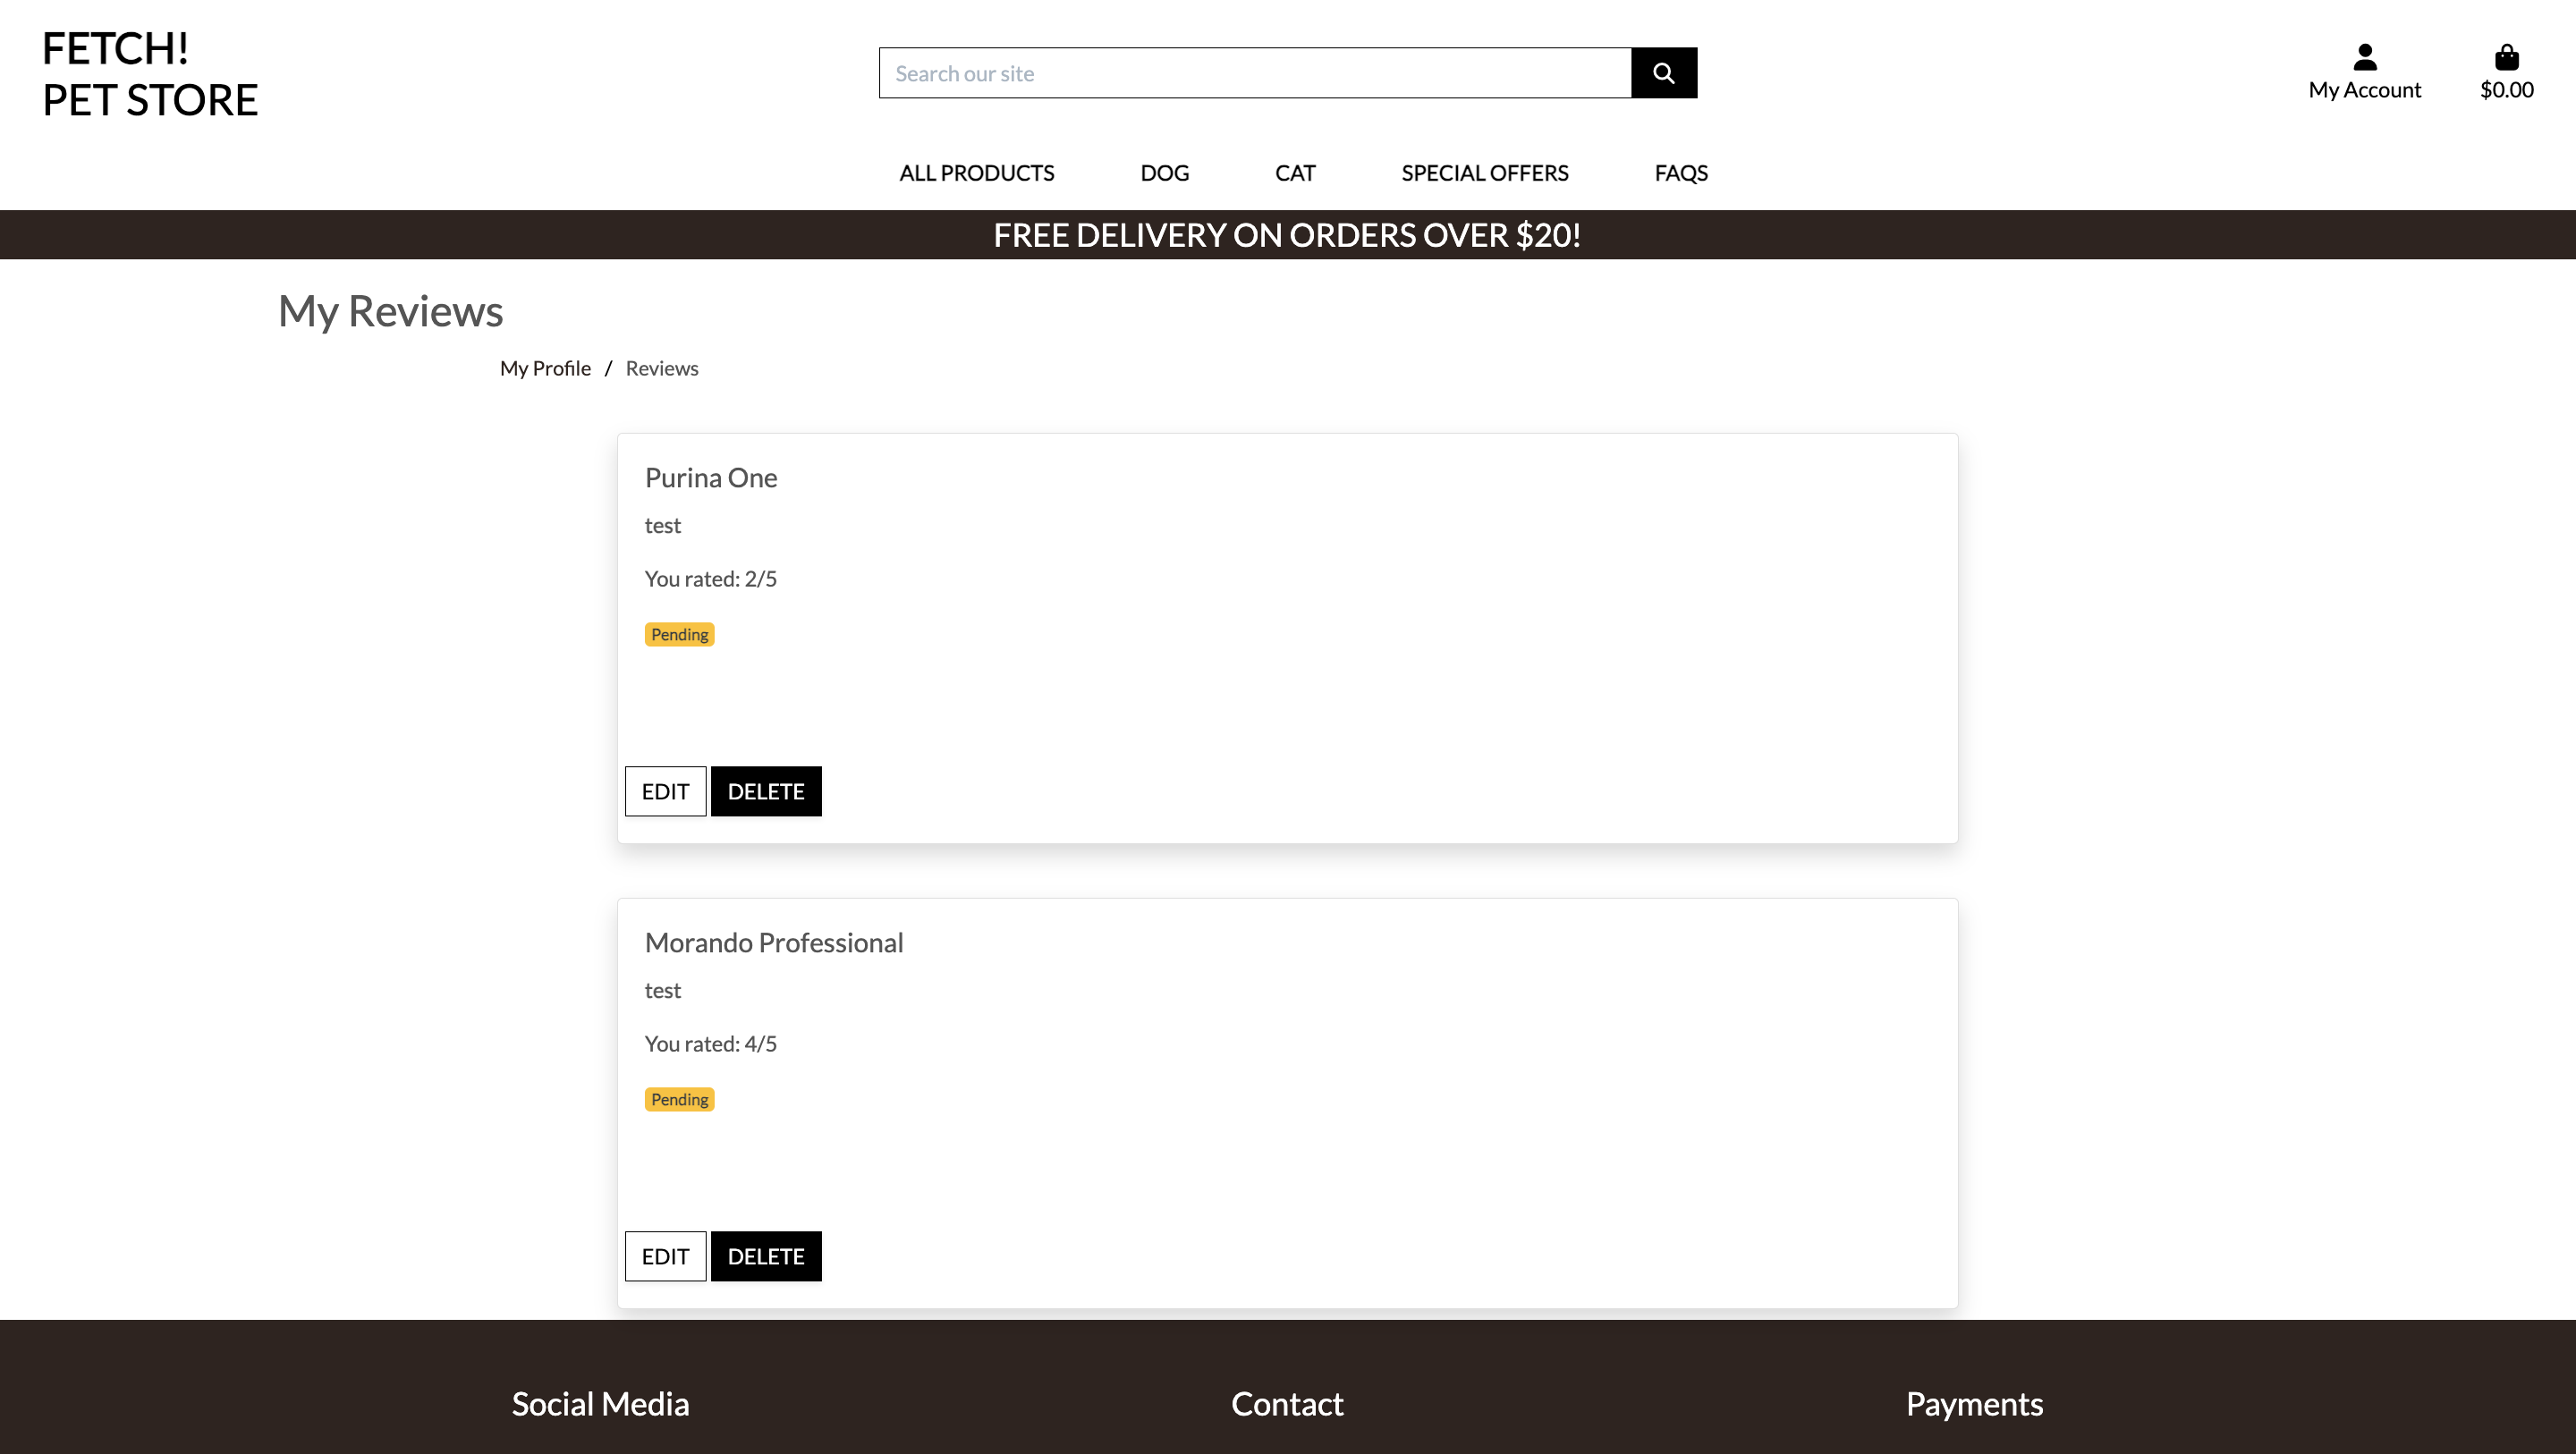 FETCH!
PET STORE
Search our site
My Account
$0.00
ALL PRODUCTS DOG CAT SPECIAL OFFERS FAQS
FREE DELIVERY ON ORDERS OVER $20!
My Reviews
My Profile / Reviews
Purina One
test
You rated: 2/5
Pending
EDIT DELETE
Morando Professional
test
You rated: 4/5
Pending
EDIT DELETE
Social Media Contact Payments